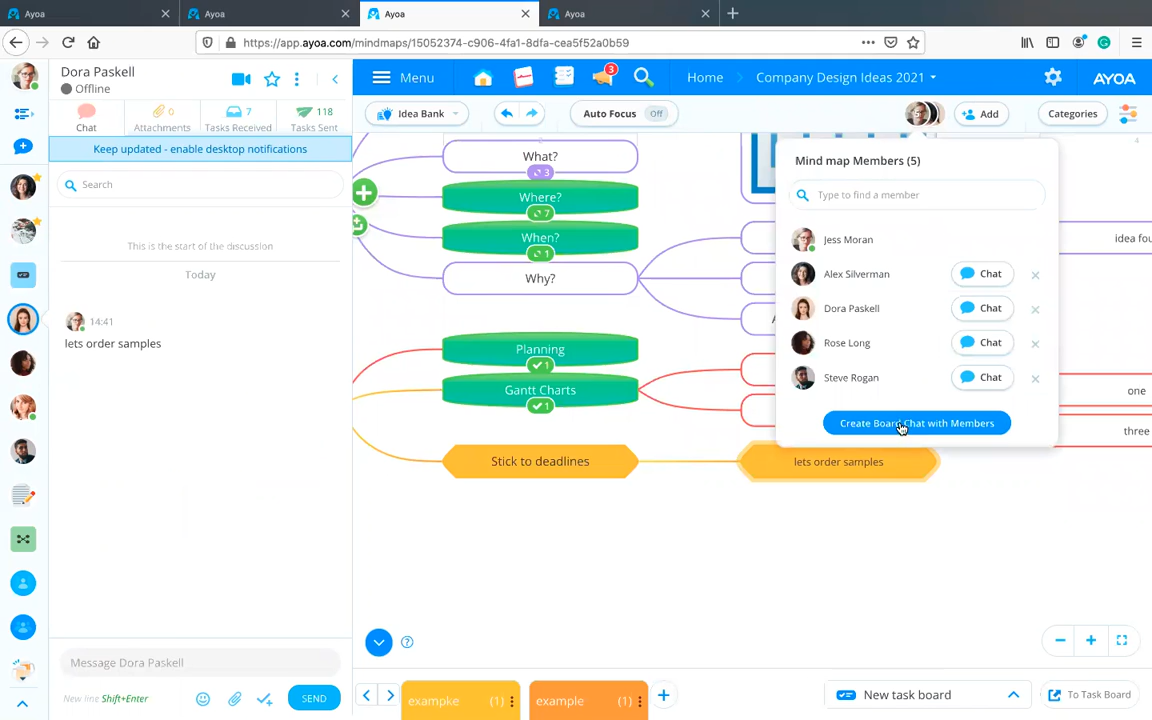 Ayoa
Ayoa
Ayoa
Ayoa
https://app.ayoa.com/mindmaps/15052374-c906-4fa1-8dfa-cea5f52a0b59
Dora Paskell
Offline
Chat
0
Attachments
7
Tasks Received
118
Tasks Sent
Keep updated - enable desktop notifications
Search
This is the start of the discussion
Today
14:41
lets order samples
Message Dora Paskell
New line Shift+Enter
SEND
Menu
3
Home
Company Design Ideas 2021
AYOA
Idea Bank
Auto Focus Off
Add
Categories
What?
3
Where?
7
When?
1
Why?
Planning
1
Gantt Charts
1
Stick to deadlines
lets order samples
4
idea fou
one
three
Mind map Members (5)
Type to find a member
Jess Moran
Alex Silverman Chat
Dora Paskell Chat
Rose Long Chat
Steve Rogan Chat
Create Board Chat with Members
exampke (1)
example (1)
New task board
To Task Board